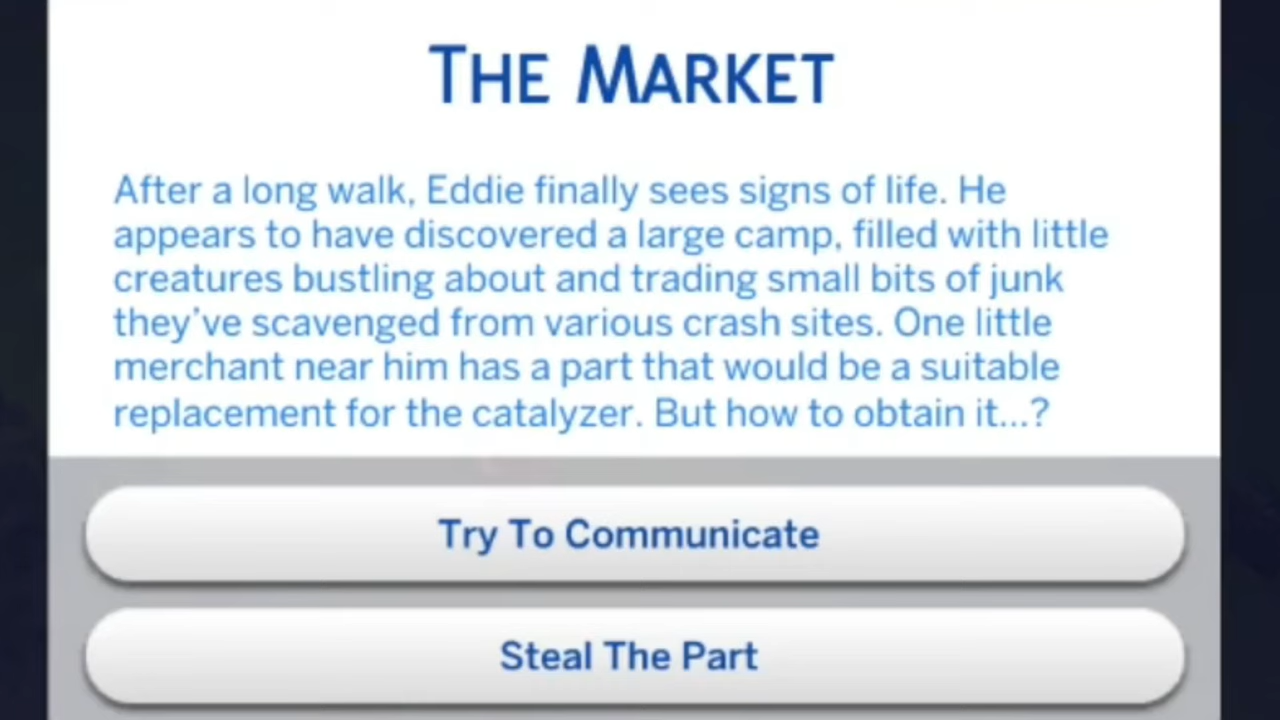 THE MARKET
After a long walk, Eddie finally sees signs of life. He
appears to have discovered a large camp, filled with little
creatures bustling about and trading small bits of junk
they've scavenged from various crash sites. One little
merchant near him has a part that would be a suitable
replacement for the catalyzer. But how to obtain it...?
Try To Communicate
Steal The Part